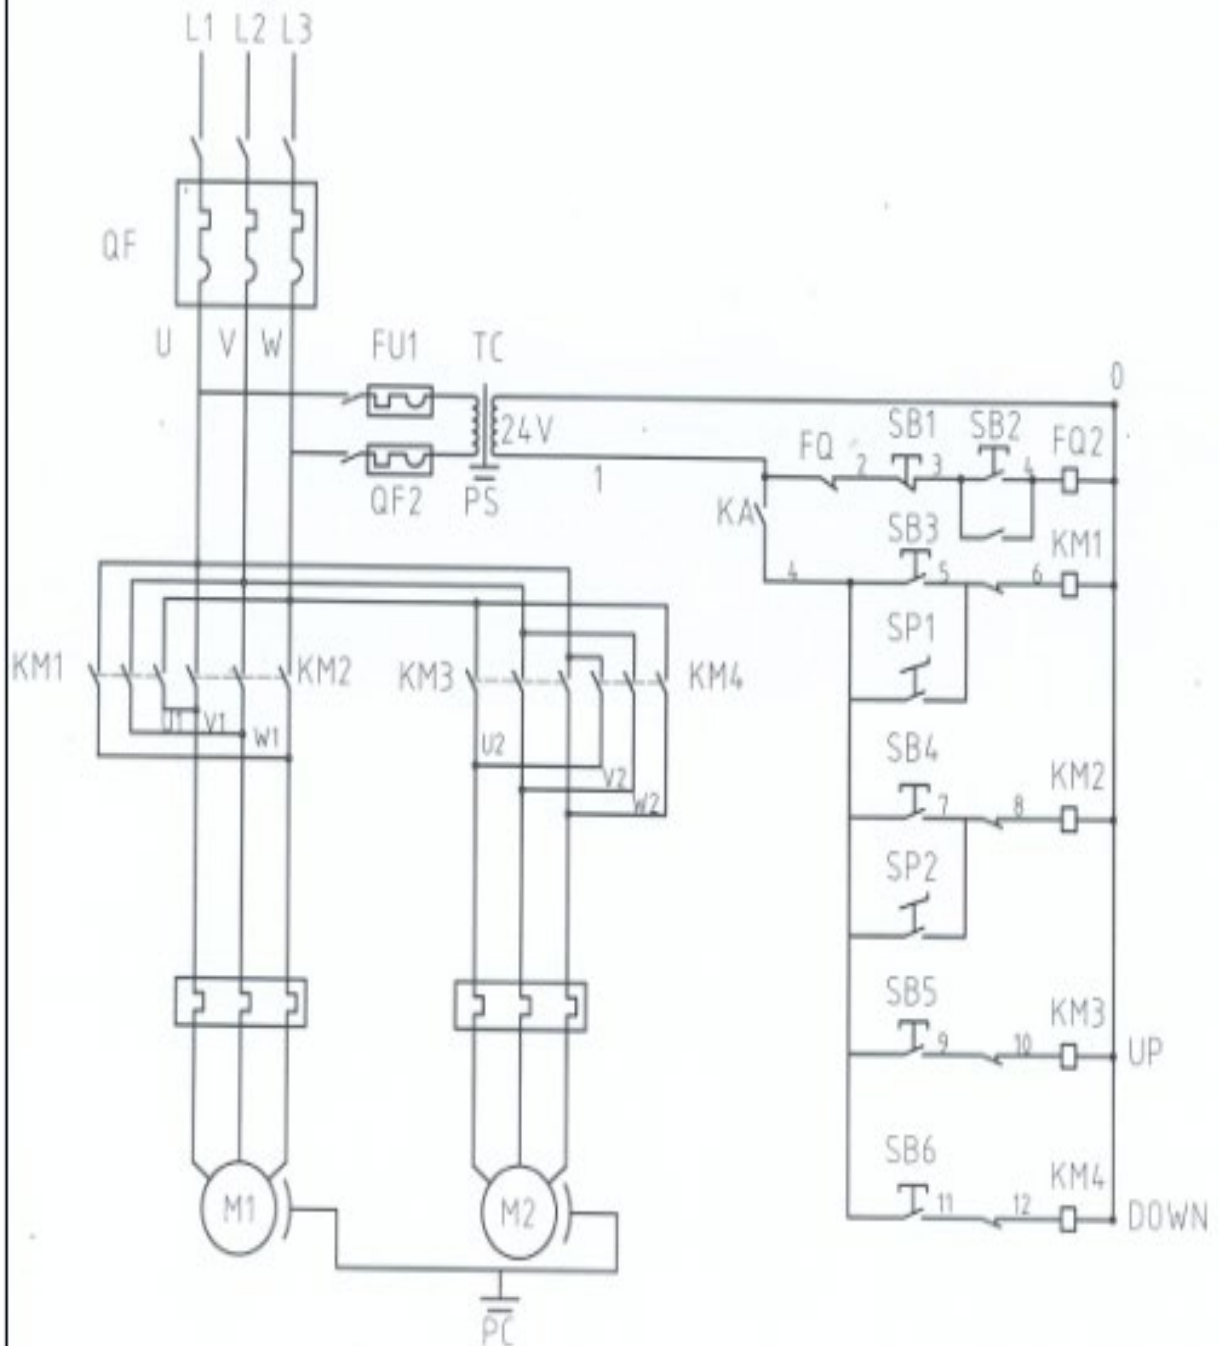 L1 L2 L3
QF
U V W
FU1 TC
0
24V
FQ 2 SB1 3 SB2 4 FQ2
QF2 PS
1
KA
SB3 KM1
4 5 6
SP1
KM1 KM2 KM3 KM4
U1 V1 W1
U2 V2 W2
SB4 KM2
7 8
SP2
SB5 KM3
9 10 UP
SB6 KM4
11 12 DOWN
M1 M2
PC